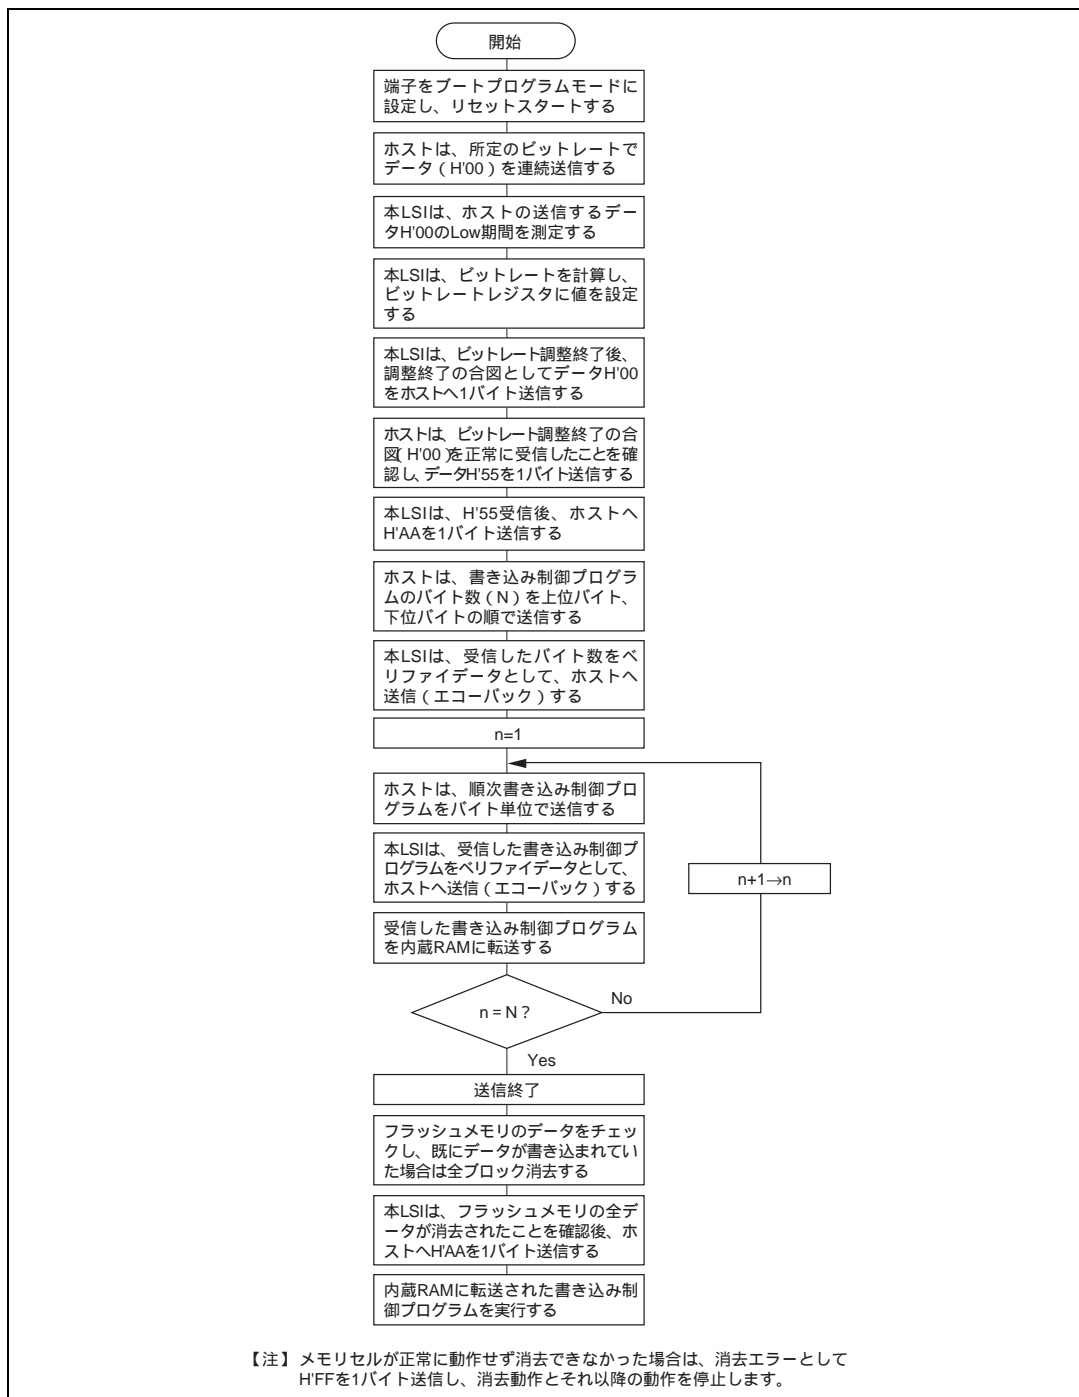 開始
端子をブートプログラムモードに
設定し、リセットスタートする
ホストは、所定のビットレートで
データ（H'00）を連続送信する
本LSIは、ホストの送信するデー
タH'00のLow期間を測定する
本LSIは、ビットレートを計算し、
ビットレートレジスタに値を設定
する
本LSIは、ビットレート調整終了後、
調整終了の合図としてデータH'00
をホストへ1バイト送信する
ホストは、ビットレート調整終了の合
図（H'00）を正常に受信したことを確
認し、データH'55を1バイト送信する
本LSIは、H'55受信後、ホストへ
H'AAを1バイト送信する
ホストは、書き込み制御プログラ
ムのバイト数（N）を上位バイト、
下位バイトの順で送信する
本LSIは、受信したバイト数をベ
リファイデータとして、ホストへ
送信（エコーバック）する
n=1
ホストは、順次書き込み制御プロ
グラムをバイト単位で送信する
本LSIは、受信した書き込み制御プ
ログラムをベリファイデータとして、
ホストへ送信（エコーバック）する
n+1→n
受信した書き込み制御プログラム
を内蔵RAMに転送する
n = N ?
No
Yes
送信終了
フラッシュメモリのデータをチェッ
クし、既にデータが書き込まれてい
た場合は全ブロック消去する
本LSIは、フラッシュメモリの全デ
ータが消去されたことを確認後、ホ
ストへH'AAを1バイト送信する
内蔵RAMに転送された書き込み制
御プログラムを実行する
【注】メモリセルが正常に動作せず消去できなかった場合は、消去エラーとして
H'FFを1バイト送信し、消去動作とそれ以降の動作を停止します。